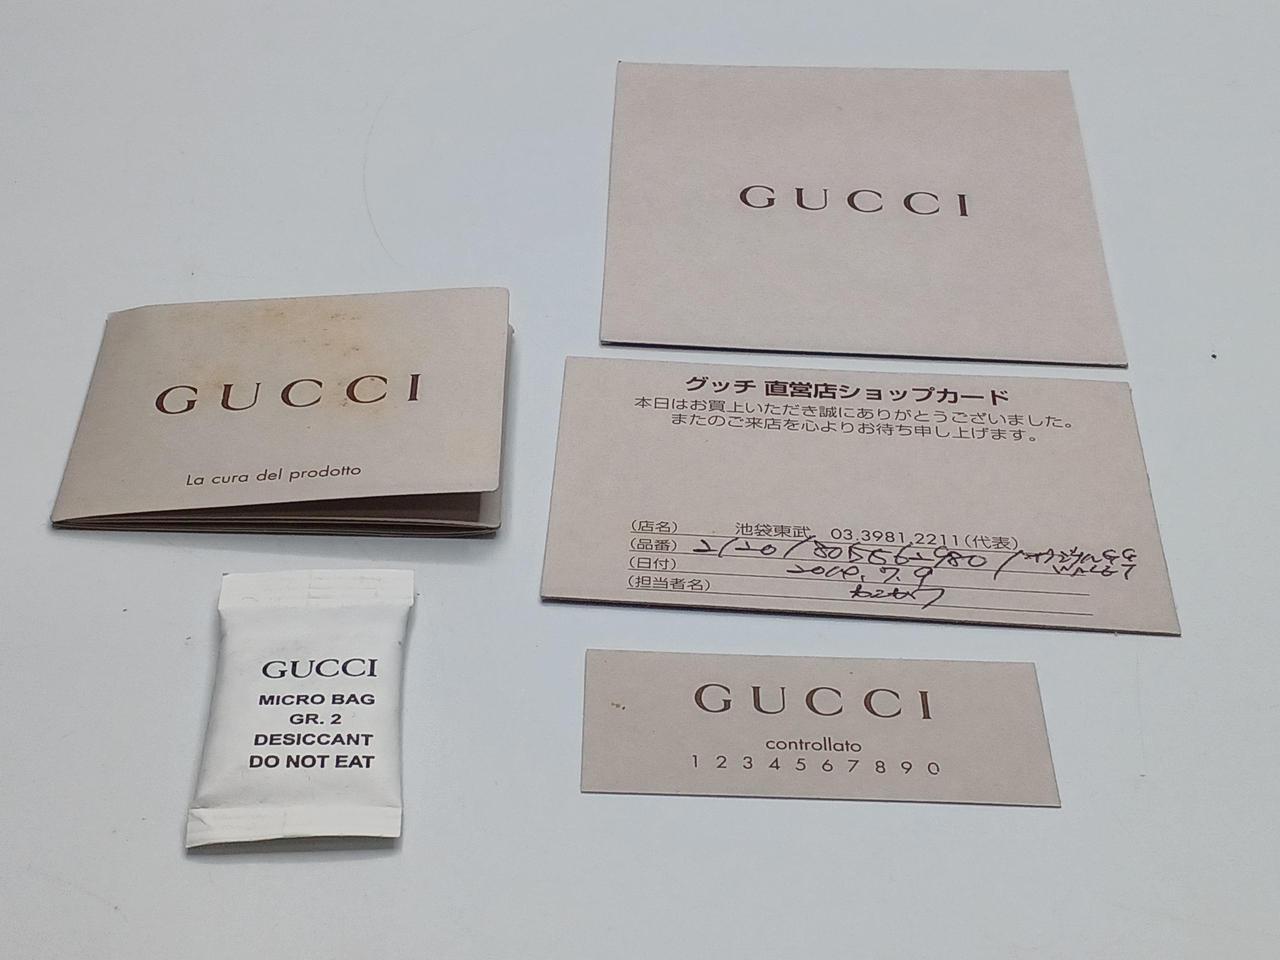 GUCCI
GUCCI
La cura del prodotto
グッチ 直営店ショップカード
本日はお買上いただき誠にありがとうございました。
またのご来店を心よりお待ち申し上げます。
(店名) 池袋東武 03.3981.2211(代表)
(品番)
(日付) 7.9
(担当者名)
GUCCI
MICRO BAG
GR. 2
DESICCANT
DO NOT EAT
GUCCI
controllato
1 2 3 4 5 6 7 8 9 0